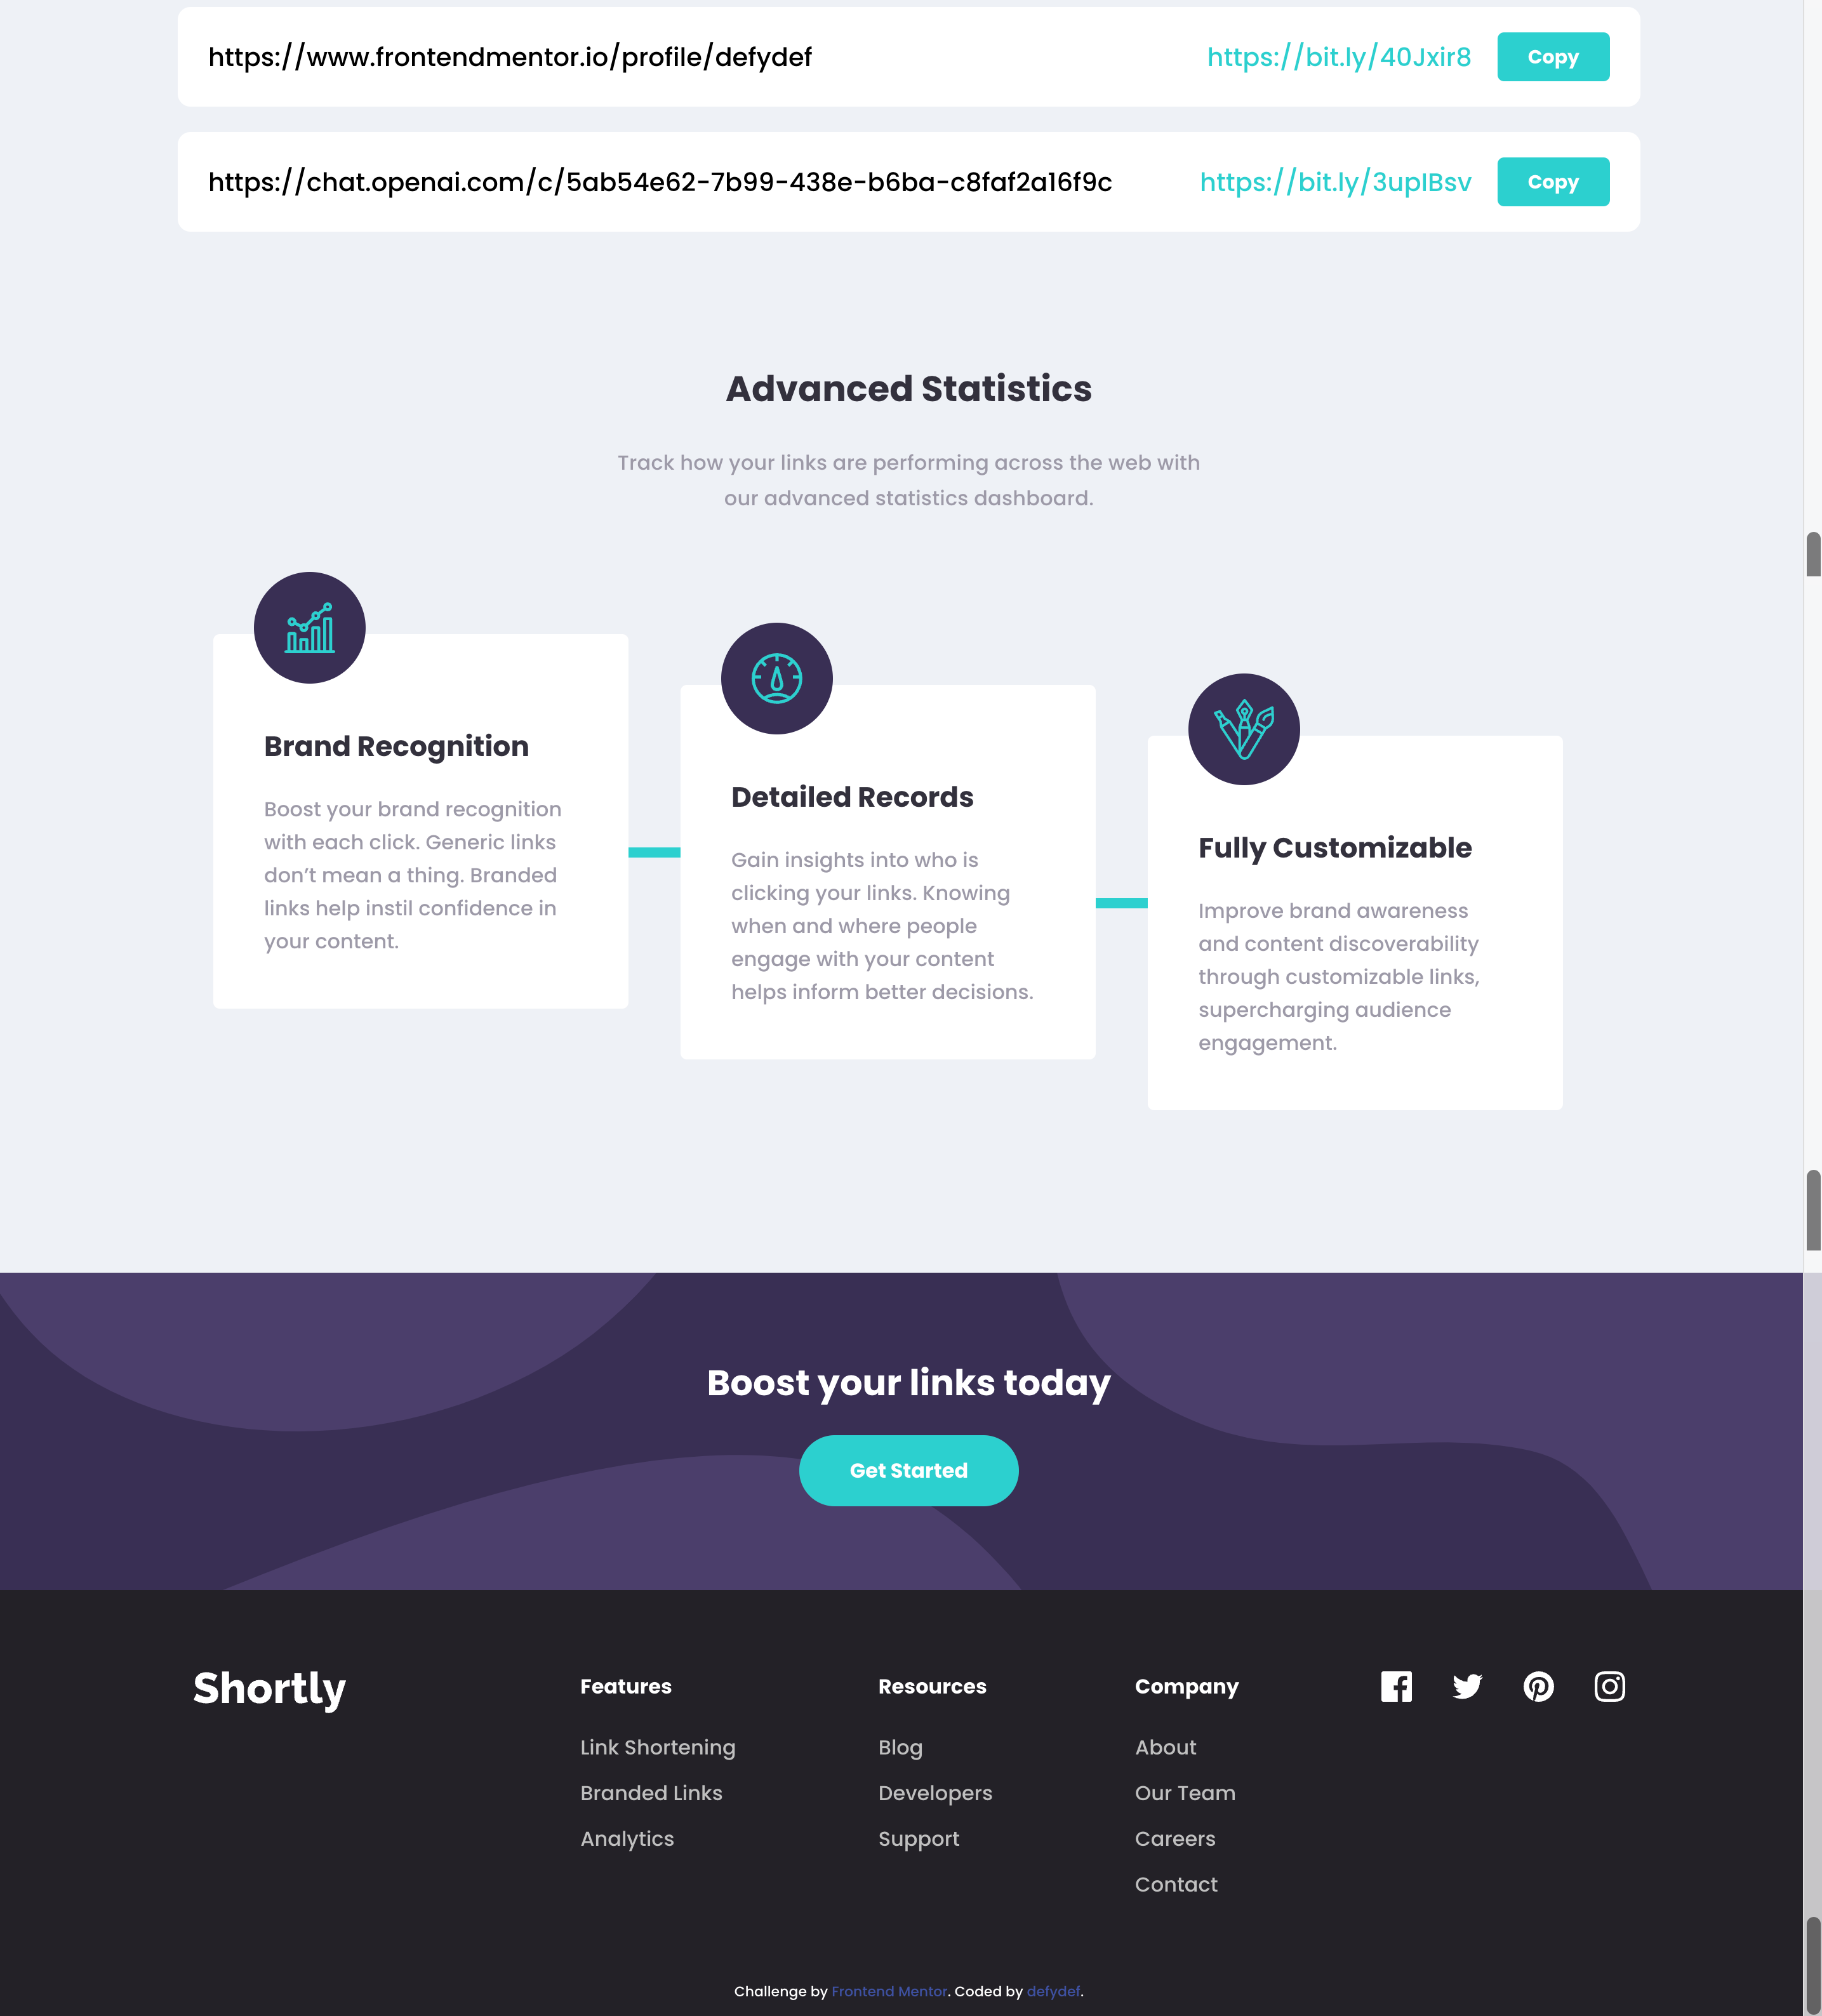 https://www.frontendmentor.io/profile/defydef
https://bit.ly/40Jxir8
Copy
https://chat.openai.com/c/5ab54e62-7b99-438e-b6ba-c8faf2a16f9c
https://bit.ly/3upIBsv
Copy
Advanced Statistics
Track how your links are performing across the web with
our advanced statistics dashboard.
Brand Recognition
Boost your brand recognition
with each click. Generic links
don’t mean a thing. Branded
links help instil confidence in
your content.
Detailed Records
Gain insights into who is
clicking your links. Knowing
when and where people
engage with your content
helps inform better decisions.
Fully Customizable
Improve brand awareness
and content discoverability
through customizable links,
supercharging audience
engagement.
Boost your links today
Get Started
Shortly
Features
Link Shortening
Branded Links
Analytics
Resources
Blog
Developers
Support
Company
About
Our Team
Careers
Contact
Challenge by Frontend Mentor. Coded by defydef.